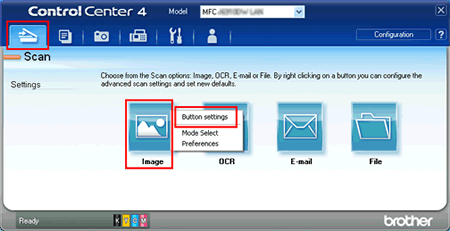 Control Center 4
Model
MFC
LAN
Configuration
?
Scan
Settings
Choose from the Scan options: Image, OCR, E-mail or File. By right clicking on a button you can configure the
advanced scan settings and set new defaults.
Button settings
Mode Select
Preferences
Image
OCR
E-mail
File
Ready
K
C
M
Y
brother